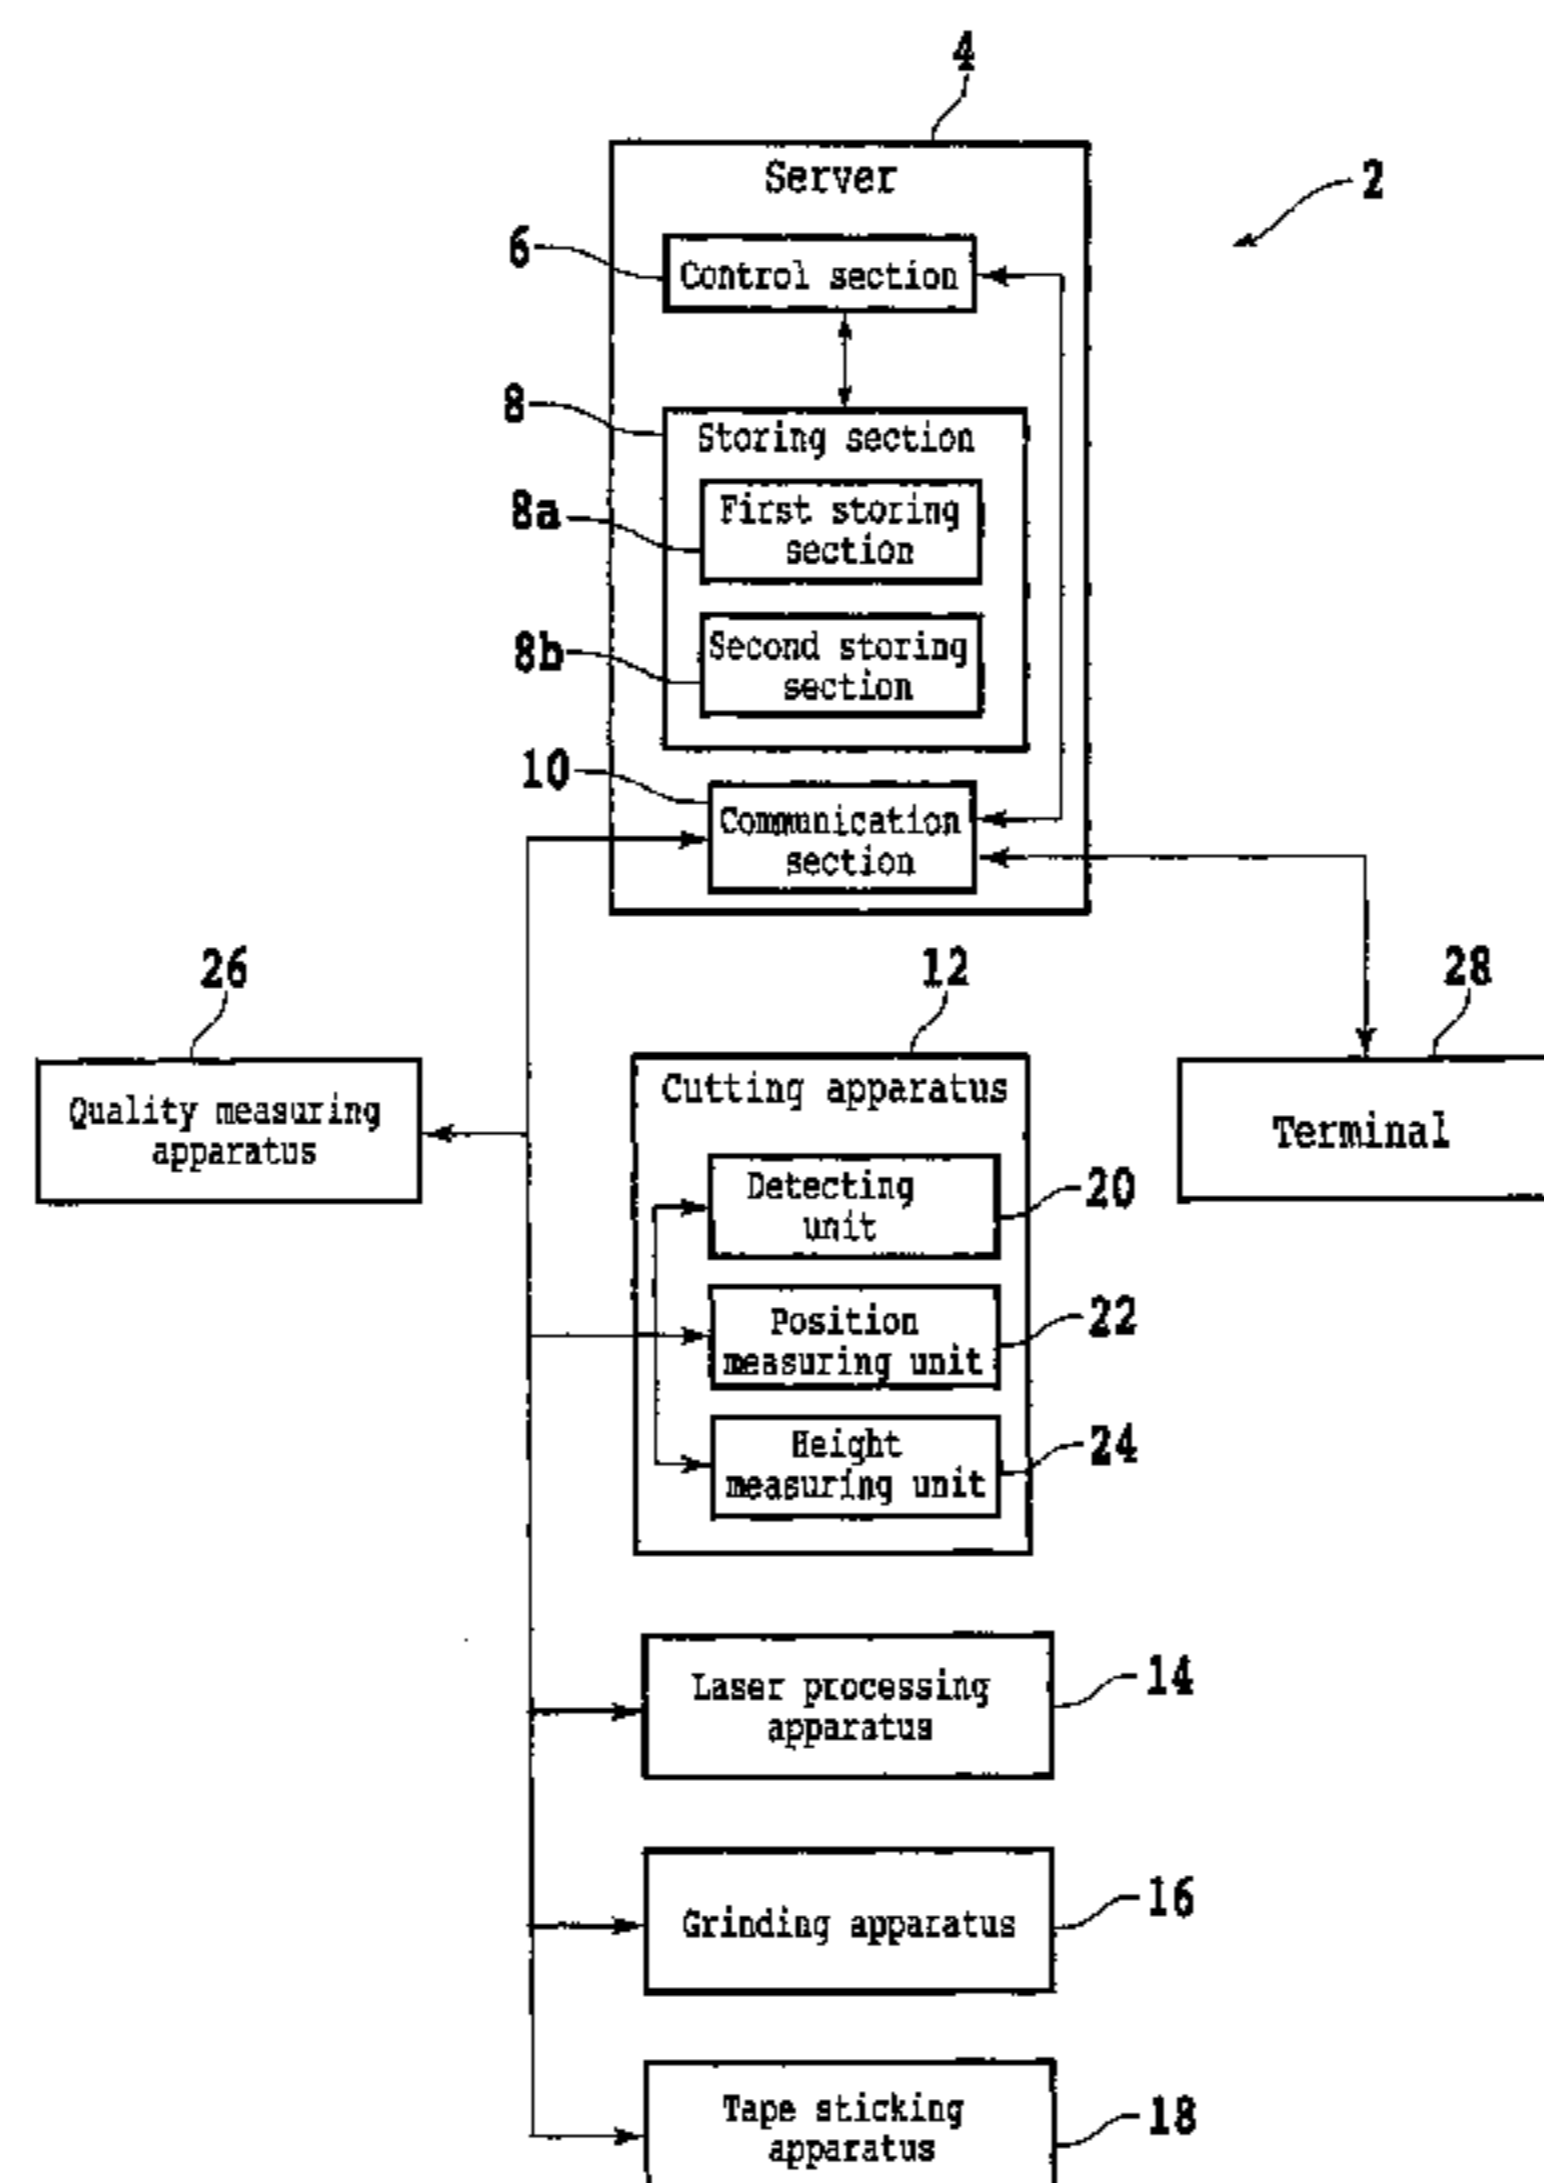 4
Server
2
6
Control section
8
Storing section
8a
First storing
section
8b
Second storing
section
10
Communication
section
26
12
28
Quality measuring
apparatus
Cutting apparatus
Terminal
Detecting
unit
20
Position
measuring unit
22
Height
measuring unit
24
Laser processing
apparatus
14
Grinding apparatus
16
Tape sticking
apparatus
18